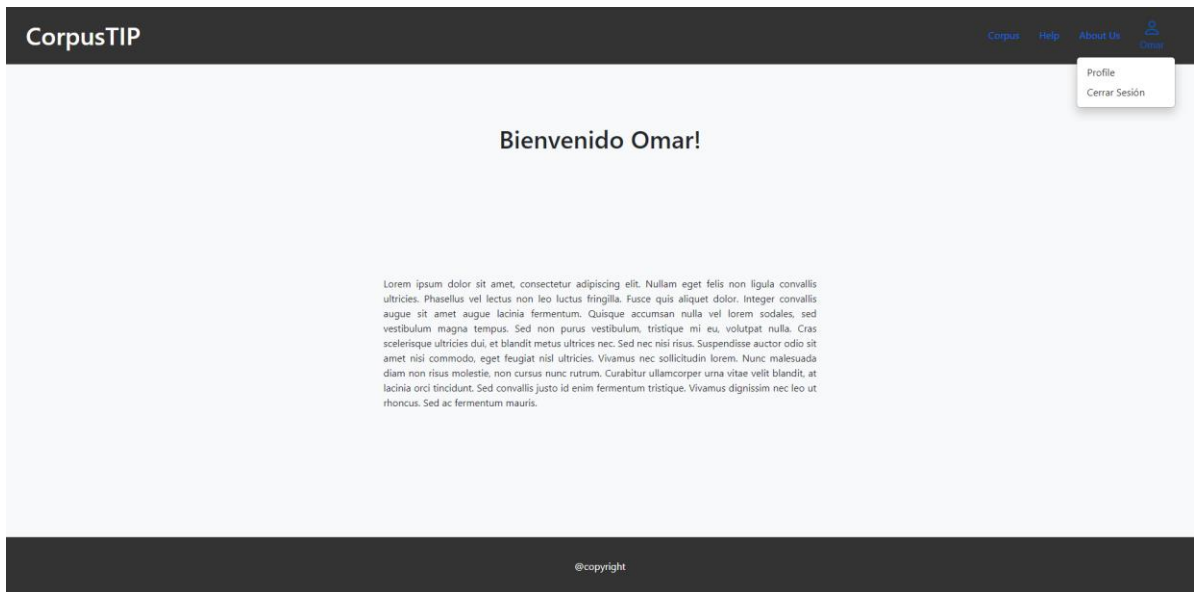 CorpusTIP
Corpus Help About Us Omar
Profile
Cerrar Sesión
Bienvenido Omar!
Lorem ipsum dolor sit amet, consectetur adipiscing elit. Nullam eget felis non ligula convallis
ultricies. Phasellus vel lectus non leo luctus fringilla. Fusce quis aliquet dolor. Integer convallis
augue sit amet augue lacinia fermentum. Quisque accumsan nulla vel lorem sodales, sed
vestibulum magna tempus. Sed non purus vestibulum, tristique mi eu, volutpat nulla. Cras
scelerisque ultricies dui, et blandit metus ultrices nec. Sed nec nisi risus. Suspendisse auctor odio sit
amet nisi commodo, eget feugiat nisl ultricies. Vivamus nec sollicitudin lorem. Nunc malesuada
diam non risus molestie, non cursus nunc rutrum. Curabitur ullamcorper urna vitae velit blandit, at
lacinia orci tincidunt. Sed convallis justo id enim fermentum tristique. Vivamus dignissim nec leo ut
rhoncus. Sed ac fermentum mauris.
@copyright